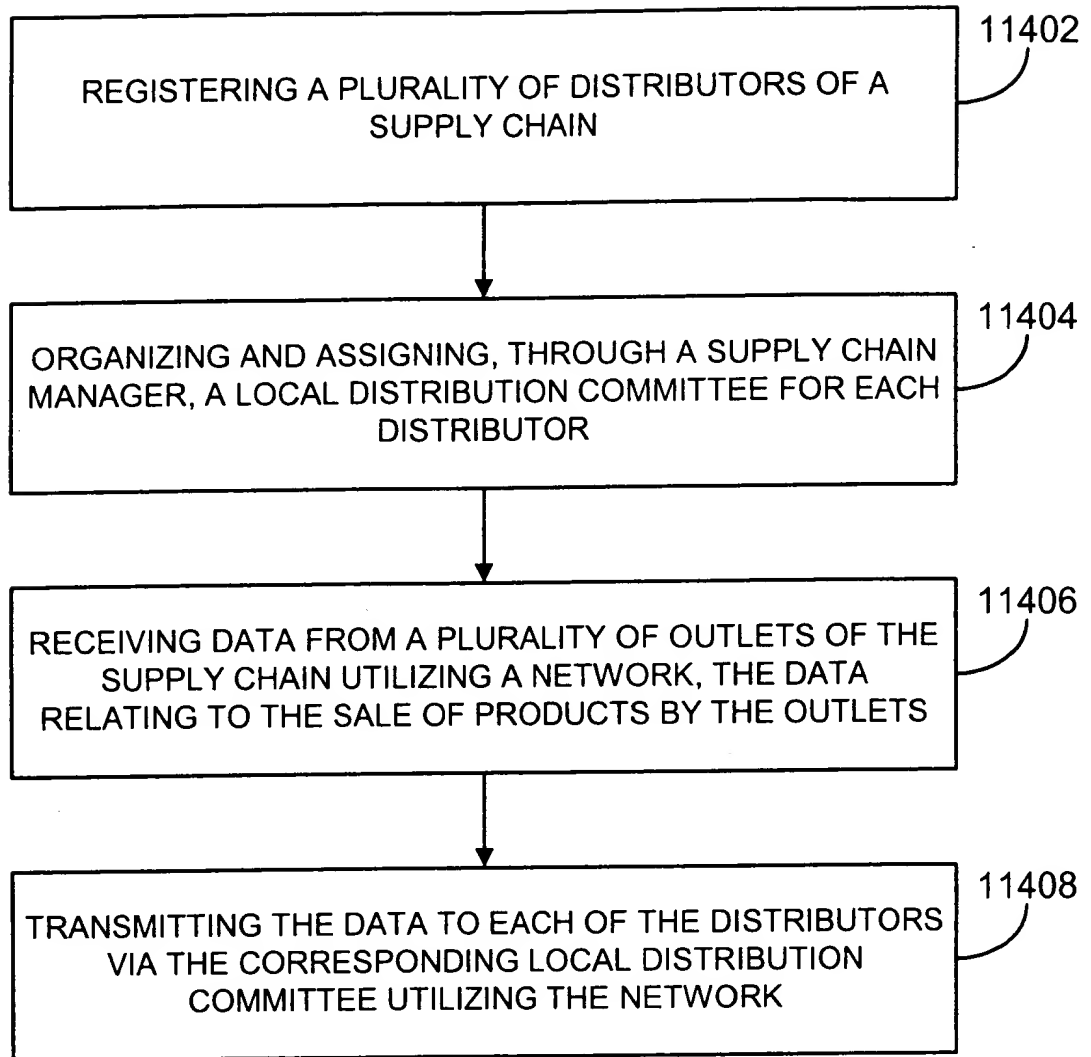 11402
REGISTERING A PLURALITY OF DISTRIBUTORS OF A
SUPPLY CHAIN
11404
ORGANIZING AND ASSIGNING, THROUGH A SUPPLY CHAIN
MANAGER, A LOCAL DISTRIBUTION COMMITTEE FOR EACH
DISTRIBUTOR
11406
RECEIVING DATA FROM A PLURALITY OF OUTLETS OF THE
SUPPLY CHAIN UTILIZING A NETWORK, THE DATA
RELATING TO THE SALE OF PRODUCTS BY THE OUTLETS
11408
TRANSMITTING THE DATA TO EACH OF THE DISTRIBUTORS
VIA THE CORRESPONDING LOCAL DISTRIBUTION
COMMITTEE UTILIZING THE NETWORK